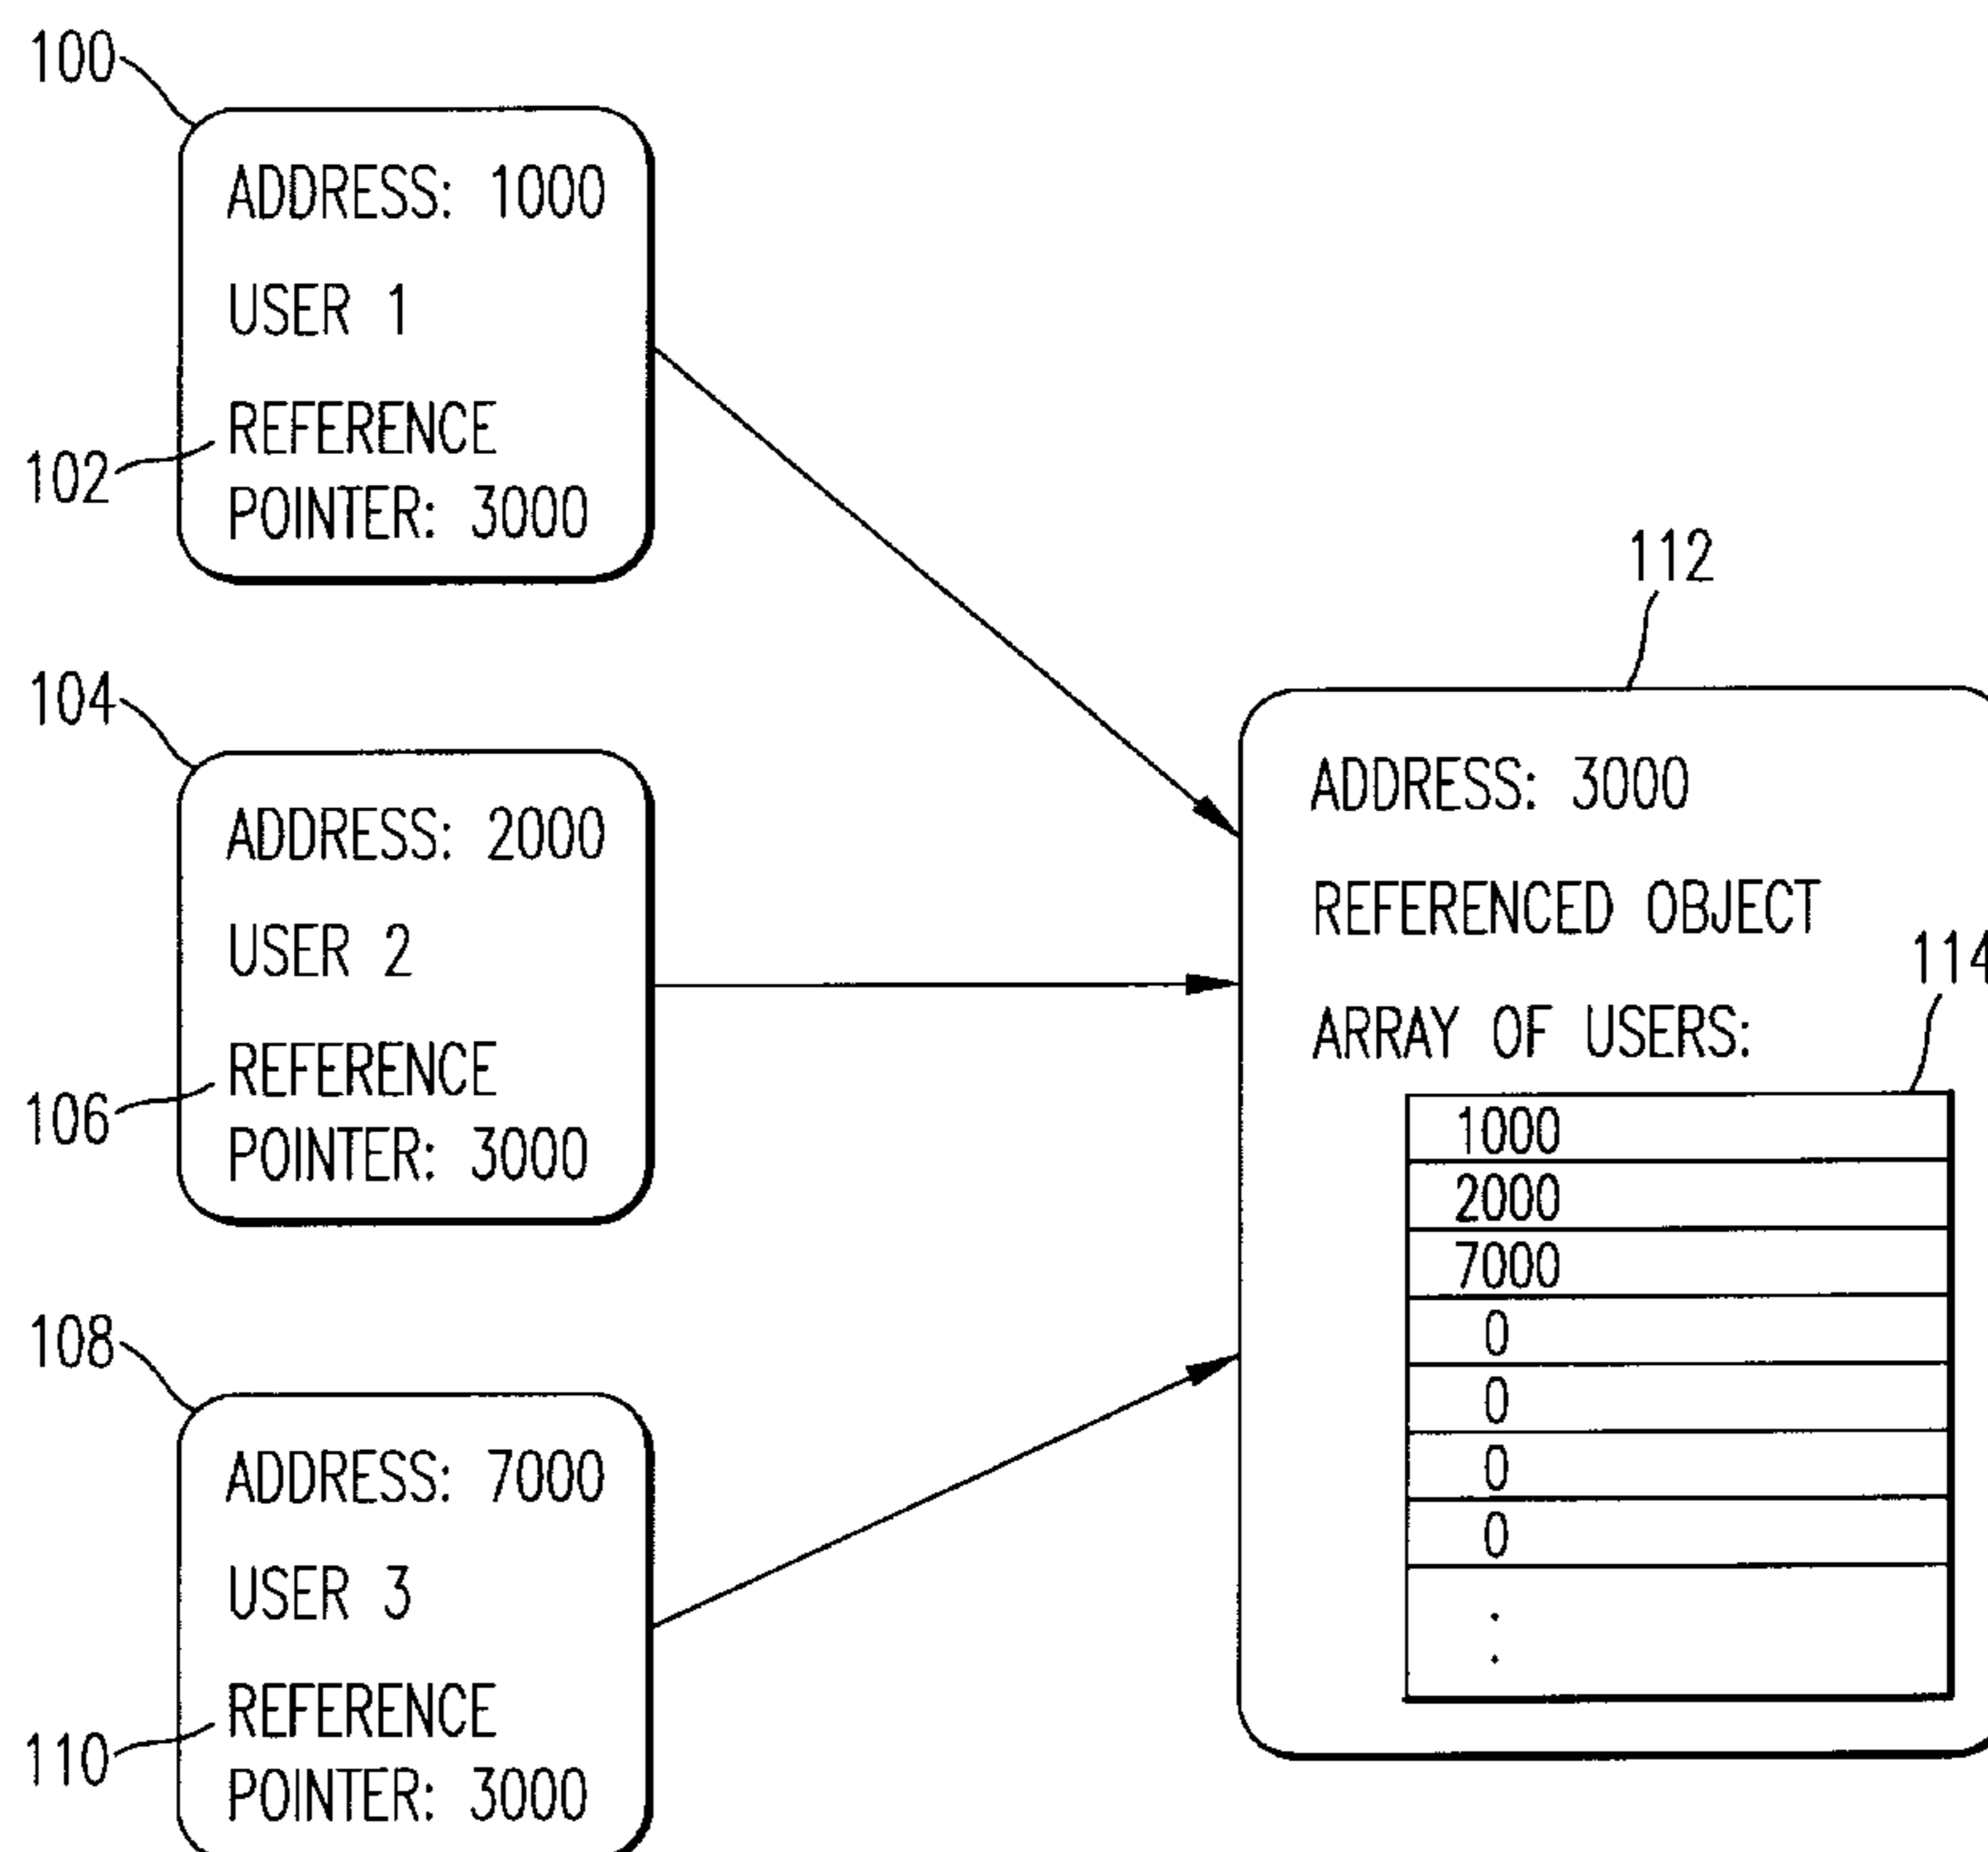 100
ADDRESS: 1000
USER 1
REFERENCE
102
POINTER: 3000
104
ADDRESS: 2000
USER 2
REFERENCE
106
POINTER: 3000
108
ADDRESS: 7000
USER 3
REFERENCE
110
POINTER: 3000
112
ADDRESS: 3000
REFERENCED OBJECT
114
ARRAY OF USERS:
1000
2000
7000
0
0
0
0
.
.